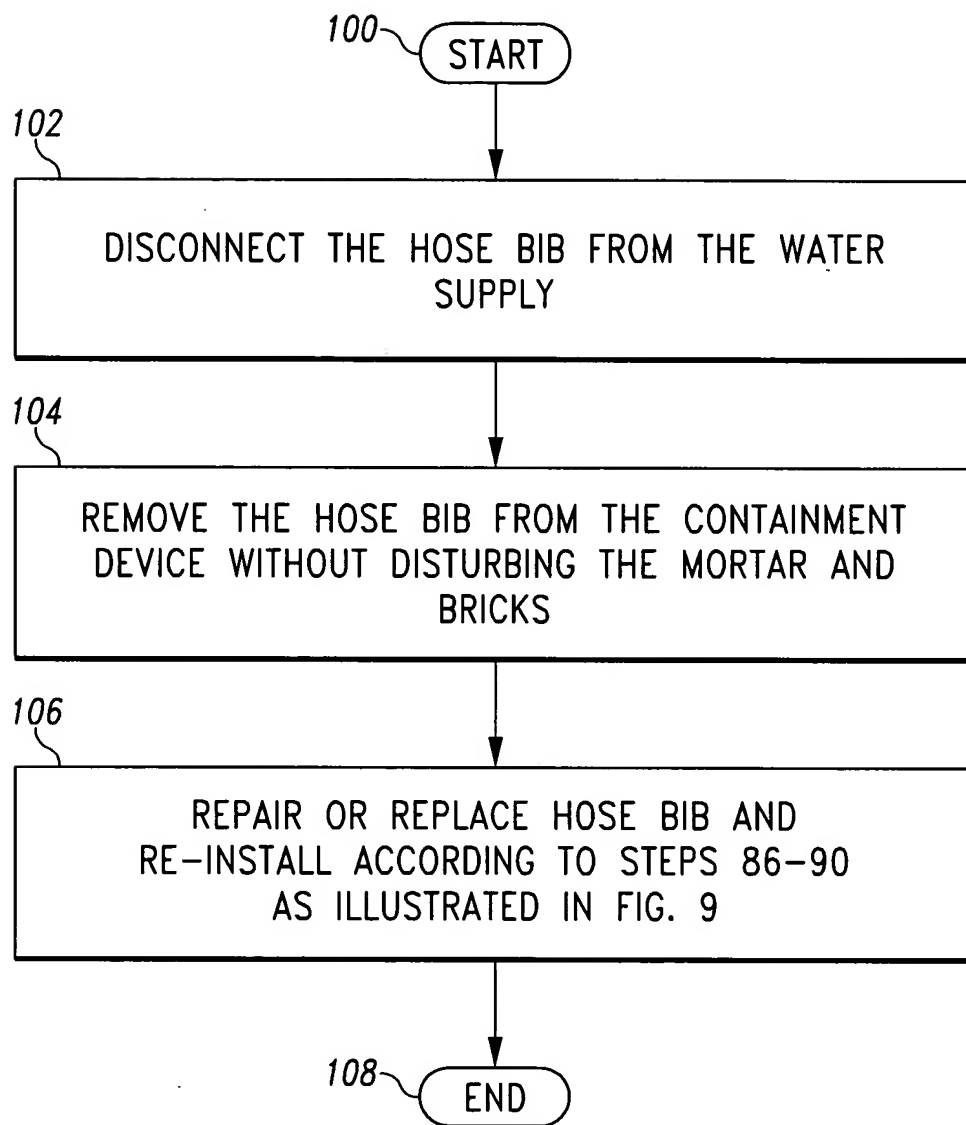 100
START
102
DISCONNECT THE HOSE BIB FROM THE WATER
SUPPLY
104
REMOVE THE HOSE BIB FROM THE CONTAINMENT
DEVICE WITHOUT DISTURBING THE MORTAR AND
BRICKS
106
REPAIR OR REPLACE HOSE BIB AND
RE-INSTALL ACCORDING TO STEPS 86-90
AS ILLUSTRATED IN FIG. 9
108
END